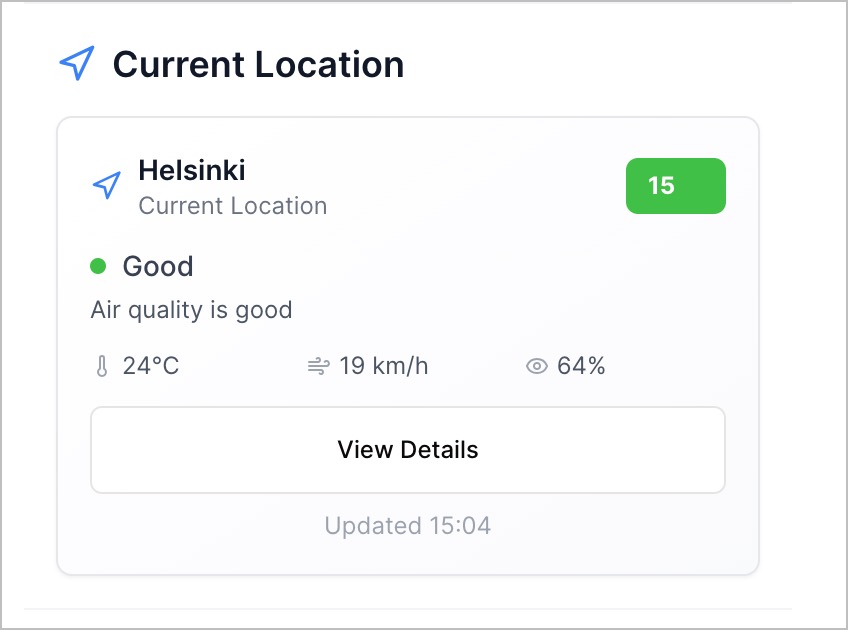 Current Location
Helsinki
15
Current Location
Good
Air quality is good
24°C 19 km/h 64%
View Details
Updated 15:04